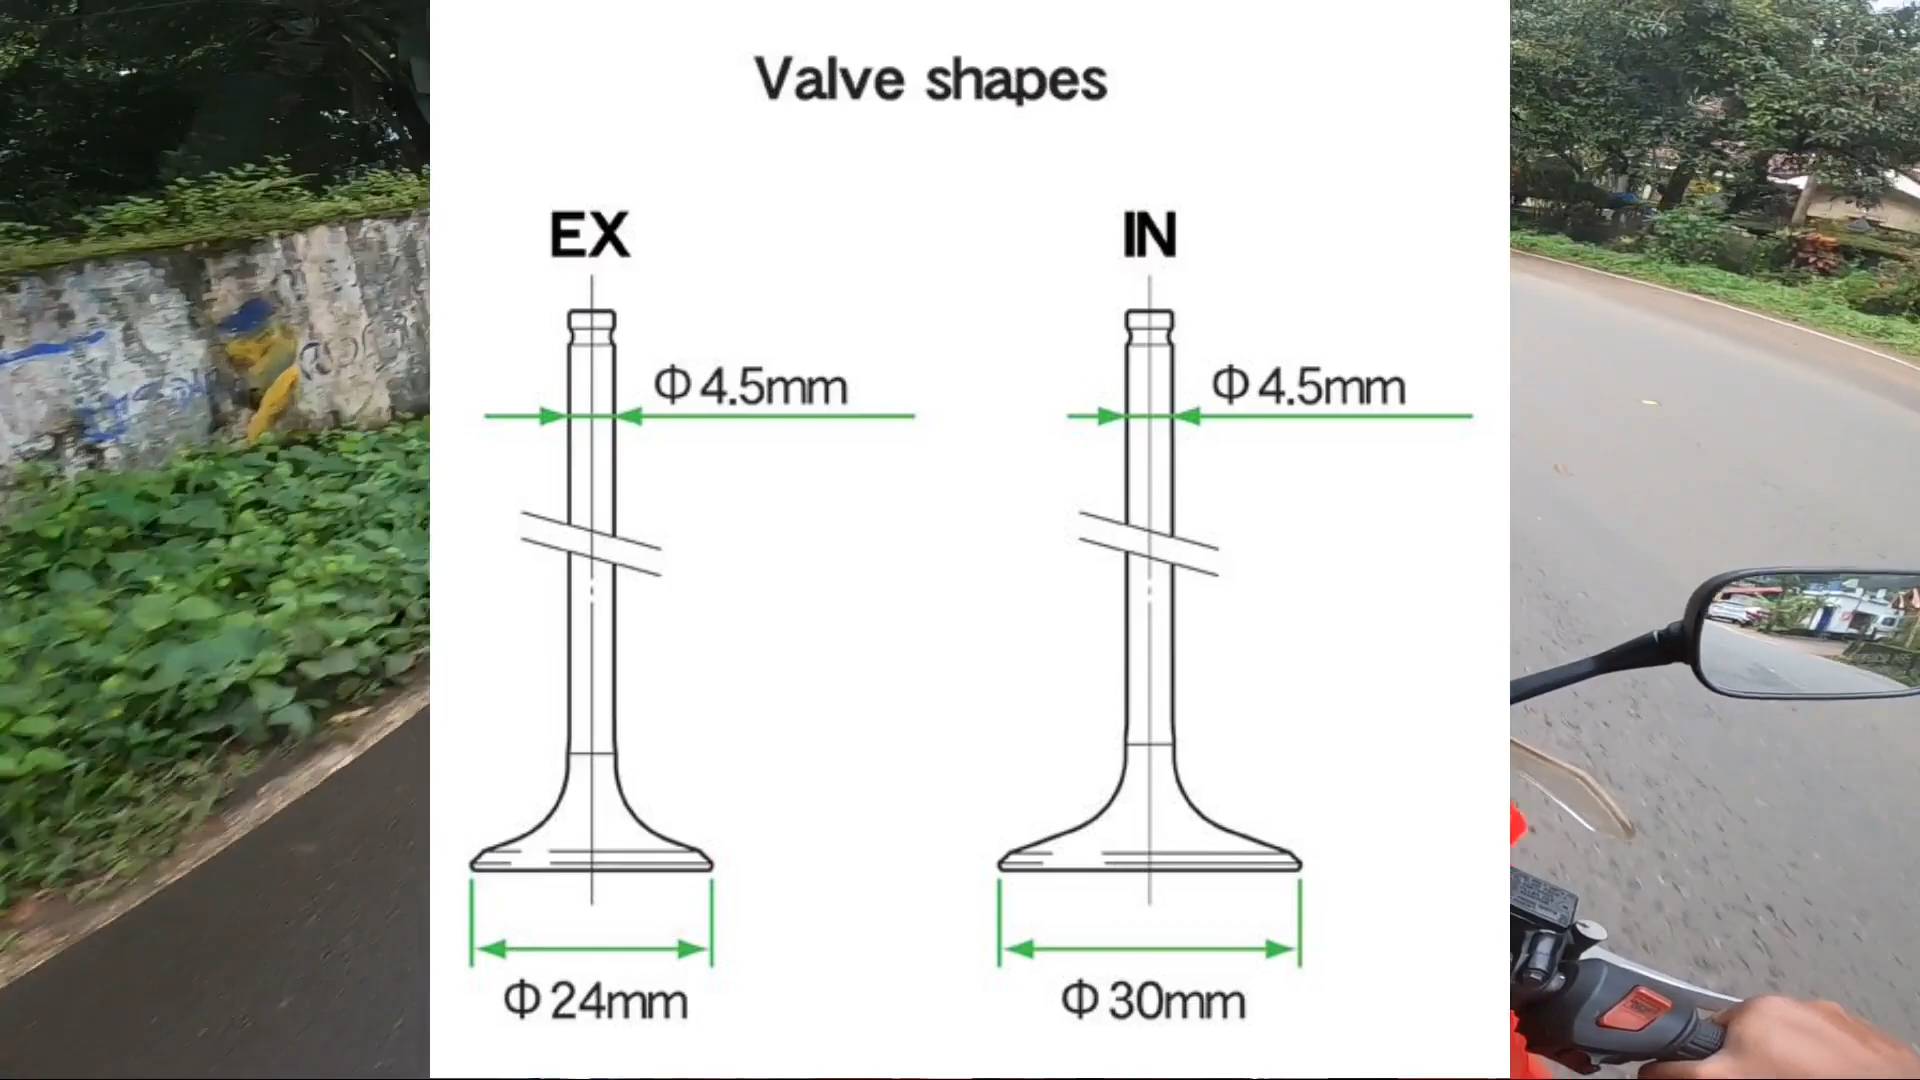 Valve shapes
EX
IN
Φ4.5mm
Φ4.5mm
Φ24mm
Φ30mm